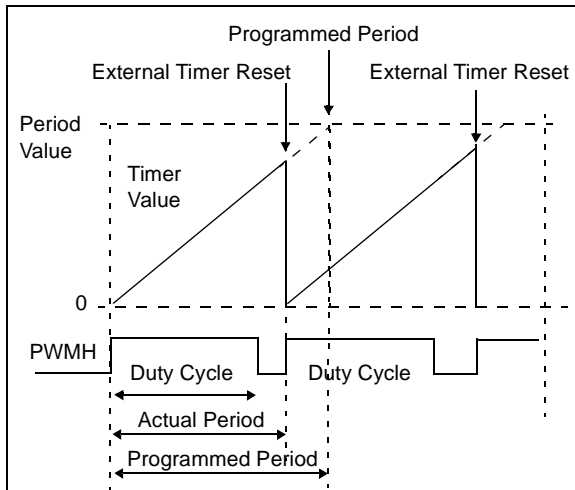 Programmed Period
External Timer Reset
External Timer Reset
Period
Value
Timer
Value
0
PWMH
Duty Cycle
Duty Cycle
Actual Period
Programmed Period